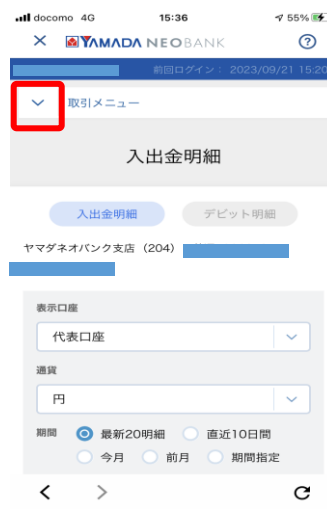 docomo 4G 15:36 55%
YAMADA NEOBANK
前回ログイン： 2023/09/21 15:20
取引メニュー
入出金明細
入出金明細 デビット明細
ヤマダネオバンク支店（204）
表示口座
代表口座
通貨
円
期間 最新20明細 直近10日間
今月 前月 期間指定